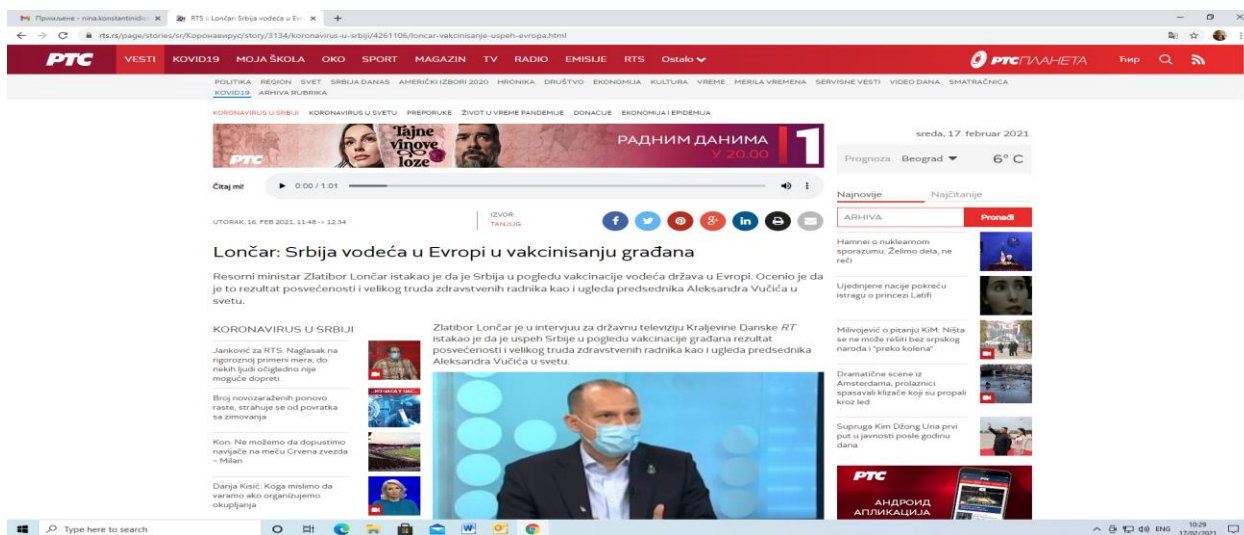 Примљене - nina.konstantinidi
RTS :: Lončar: Srbija vodeća u Ev
rts.rs/page/stories/sr/Коронавирус/story/3134/koronavirus-u-srbiji/4261106/loncar-vakcinisanje-uspeh-evropa.html
РТС VESTI KOVID19 MOJA ŠKOLA OKO SPORT MAGAZIN TV RADIO EMISIJE RTS Ostalo РТС ПЛАНЕТА Ћир
POLITIKA REGION SVET SRBIJA DANAS AMERIČKI IZBORI 2020 HRONIKA DRUŠTVO EKONOMIJA KULTURA VREME MERILA VREMENA SERVISNE VESTI VIDEO DANA SMATRAČNICA
KOVID19 ARHIVA RUBRIKA
KORONAVIRUS U SRBIJI KORONAVIRUS U SVETU PREPORUKE ŽIVOT U VREME PANDEMIJE DONACIJE EKONOMIJA I EPIDEMIJA
РТС
Tajne
vinove
loze
РАДНИМ ДАНИМА
У 20.00
1
Čitaj mi!
0:00 / 1:01
UTORAK, 16. FEB 2021, 11:48 -> 12:34
IZVOR:
TANJUG
Lončar: Srbija vodeća u Evropi u vakcinisanju građana
Resorni ministar Zlatibor Lončar istakao je da je Srbija u pogledu vakcinacije vodeća država u Evropi. Ocenio je da
je to rezultat posvećenosti i velikog truda zdravstvenih radnika kao i ugleda predsednika Aleksandra Vučića u
svetu.
KORONAVIRUS U SRBIJI
Janković za RTS: Naglasak na
rigoroznoj primeni mera, do
nekih ljudi očigledno nije
moguće dopreti
Broj novozaraženih ponovo
raste, strahuje se od povratka
sa zimovanja
Kon: Ne možemo da dopustimo
navijače na meču Crvena zvezda
– Milan
Darija Kisić: Koga mislimo da
varamo ako organizujemo
okupljanja
Zlatibor Lončar je u intervjuu za državnu televiziju Kraljevine Danske RT
istakao je da je uspeh Srbije u pogledu vakcinacije građana rezultat
posvećenosti i velikog truda zdravstvenih radnika kao i ugleda predsednika
Aleksandra Vučića u svetu.
sreda, 17. februar 2021.
Prognoza Beograd 6° C
Najnovije Najčitanije
ARHIVA Pronađi
Hamnei o nuklearnom
sporazumu: Želimo dela, ne
reči
Ujedinjene nacije pokreću
istragu o princezi Latifi
Milivojević o pitanju KiM: Ništa
se ne može rešiti bez srpskog
naroda i "preko kolena"
Dramatične scene iz
Amsterdama, prolaznici
spasavali klizače koji su propali
kroz led
Supruga Kim Džong Una prvi
put u javnosti posle godinu
dana
РТС
АНДРОИД
АПЛИКАЦИЈА
Type here to search
ENG
10:29
17/02/2021